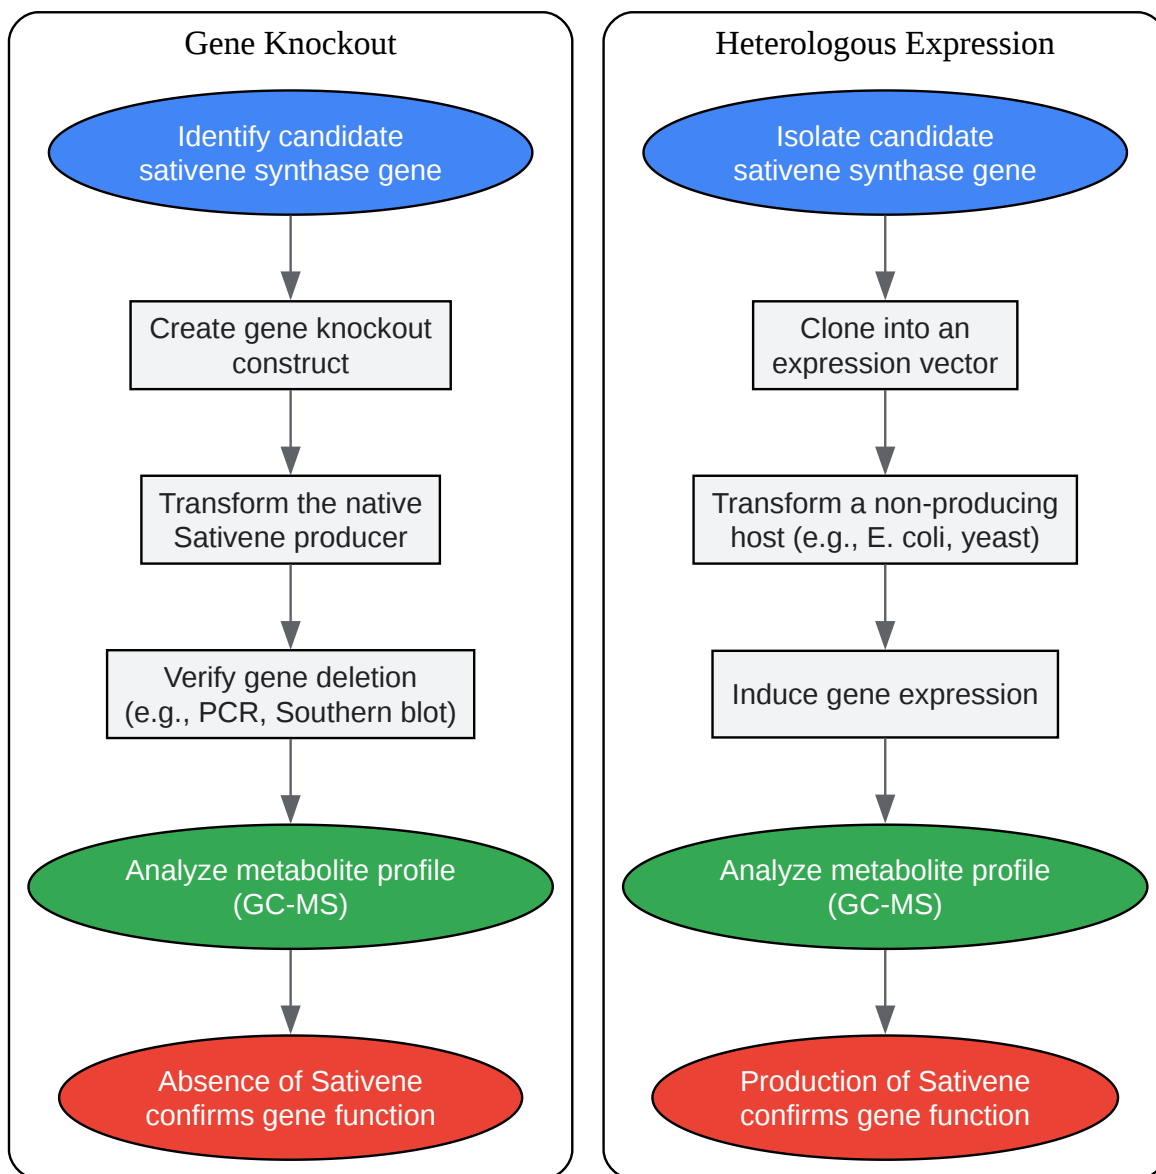 Gene Knockout
Identify candidate
sativene synthase gene
Create gene knockout
construct
Transform the native
Sativene producer
Verify gene deletion
(e.g., PCR, Southern blot)
Analyze metabolite profile
(GC-MS)
Absence of Sativene
confirms gene function
Heterologous Expression
Isolate candidate
sativene synthase gene
Clone into an
expression vector
Transform a non-producing
host (e.g., E. coli, yeast)
Induce gene expression
Analyze metabolite profile
(GC-MS)
Production of Sativene
confirms gene function